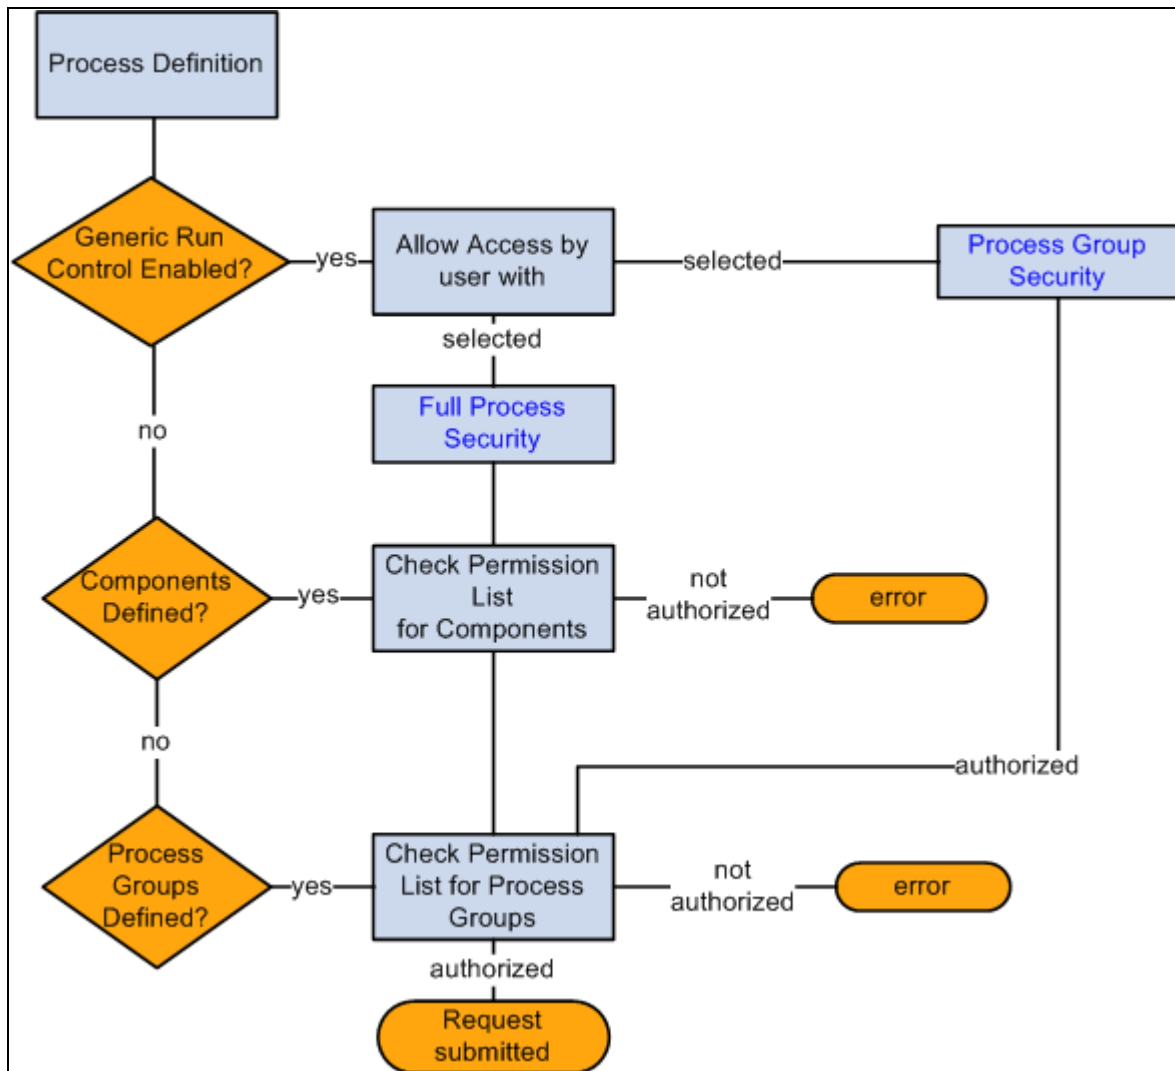 Process Definition
Generic Run
Control Enabled?
yes
Allow Access by
user with
selected
Process Group
Security
selected
Full Process
Security
no
Components
Defined?
yes
Check Permission
List
for Components
not
authorized
error
no
authorized
Process
Groups
Defined?
yes
Check Permission
List for Process
Groups
not
authorized
error
authorized
Request
submitted